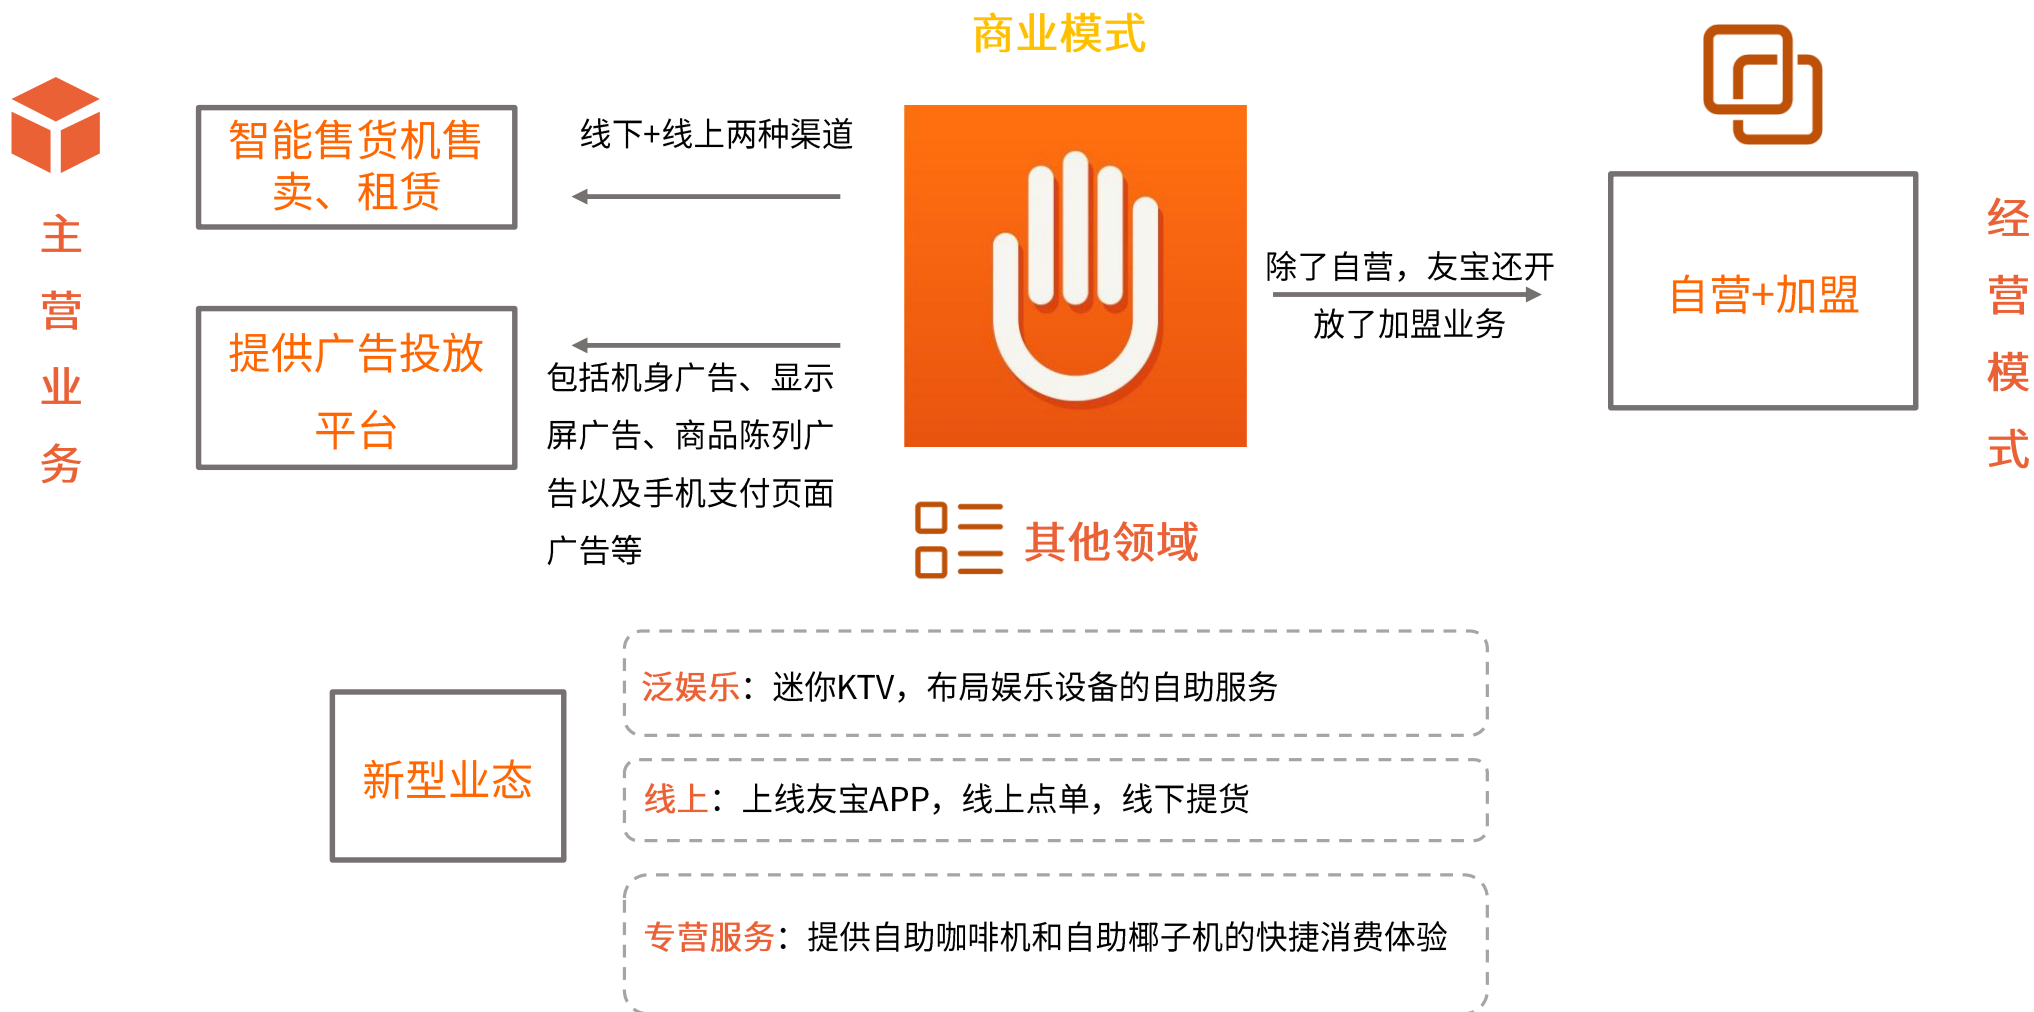 商业模式
主营业务
智能售货机售
卖、租赁
线下+线上两种渠道
提供广告投放
平台
包括机身广告、显示
屏广告、商品陈列广
告以及手机支付页面
广告等
除了自营，友宝还开
放了加盟业务
自营+加盟
经营模式
其他领域
新型业态
泛娱乐：迷你KTV，布局娱乐设备的自助服务
线上：上线友宝APP，线上点单，线下提货
专营服务：提供自助咖啡机和自助椰子机的快捷消费体验